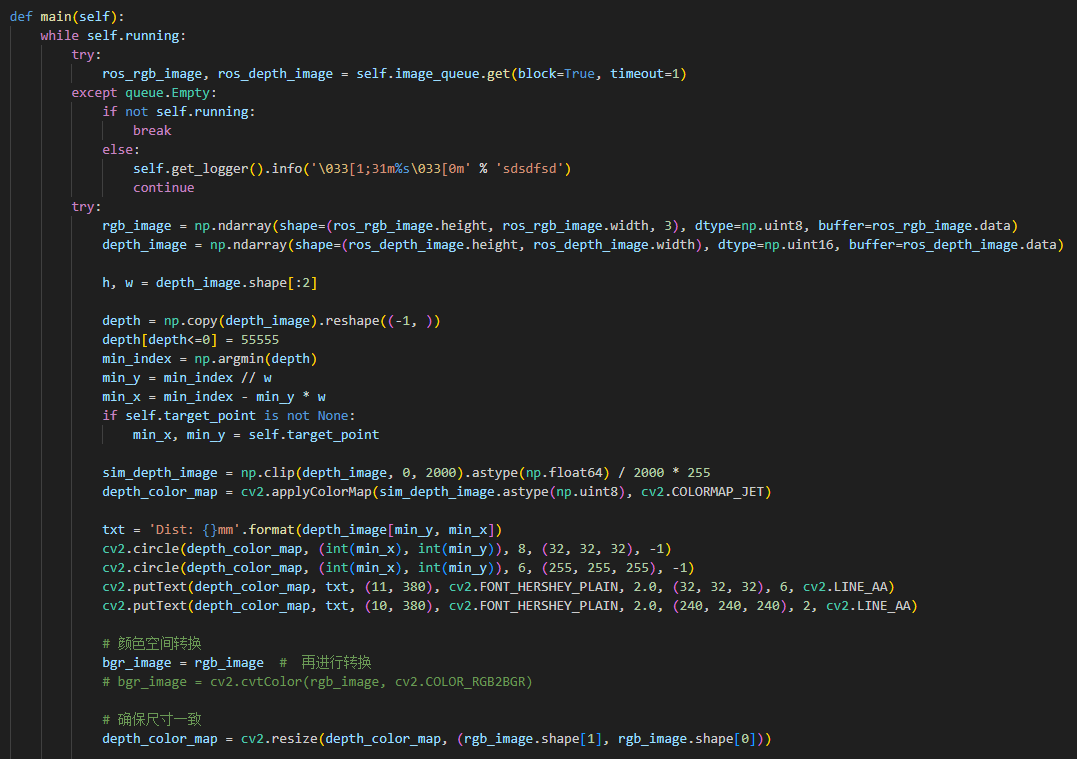 def main(self):
while self.running:
try:
ros_rgb_image, ros_depth_image = self.image_queue.get(block=True, timeout=1)
except queue.Empty:
if not self.running:
break
else:
self.get_logger().info('\033[1;31m%s\033[0m' % 'sdsdfsd')
continue
try:
rgb_image = np.ndarray(shape=(ros_rgb_image.height, ros_rgb_image.width, 3), dtype=np.uint8, buffer=ros_rgb_image.data)
depth_image = np.ndarray(shape=(ros_depth_image.height, ros_depth_image.width), dtype=np.uint16, buffer=ros_depth_image.data)
h, w = depth_image.shape[:2]
depth = np.copy(depth_image).reshape((-1, ))
depth[depth<=0] = 55555
min_index = np.argmin(depth)
min_y = min_index // w
min_x = min_index - min_y * w
if self.target_point is not None:
min_x, min_y = self.target_point
sim_depth_image = np.clip(depth_image, 0, 2000).astype(np.float64) / 2000 * 255
depth_color_map = cv2.applyColorMap(sim_depth_image.astype(np.uint8), cv2.COLORMAP_JET)
txt = 'Dist: {}mm'.format(depth_image[min_y, min_x])
cv2.circle(depth_color_map, (int(min_x), int(min_y)), 8, (32, 32, 32), -1)
cv2.circle(depth_color_map, (int(min_x), int(min_y)), 6, (255, 255, 255), -1)
cv2.putText(depth_color_map, txt, (11, 380), cv2.FONT_HERSHEY_PLAIN, 2.0, (32, 32, 32), 6, cv2.LINE_AA)
cv2.putText(depth_color_map, txt, (10, 380), cv2.FONT_HERSHEY_PLAIN, 2.0, (240, 240, 240), 2, cv2.LINE_AA)
# 颜色空间转换
bgr_image = rgb_image  #  再进行转换
# bgr_image = cv2.cvtColor(rgb_image, cv2.COLOR_RGB2BGR)
# 确保尺寸一致
depth_color_map = cv2.resize(depth_color_map, (rgb_image.shape[1], rgb_image.shape[0]))